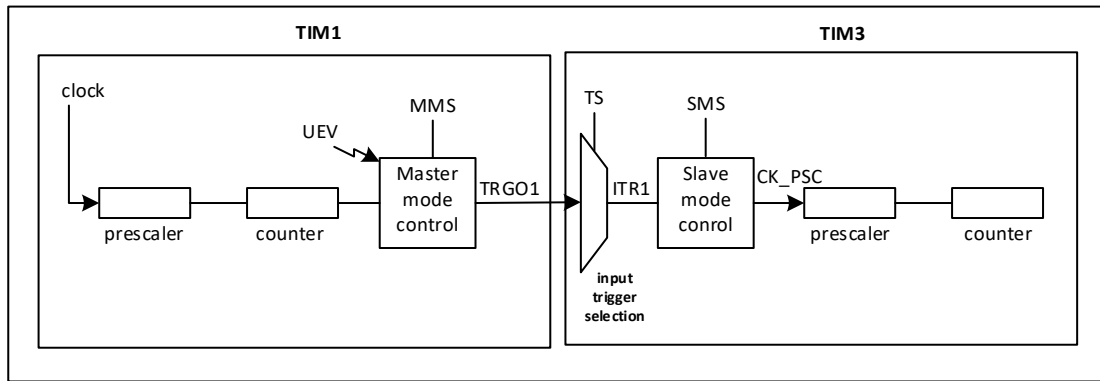 TIM1
TIM3
clock
MMS
TS
SMS
UEV
Master
mode
control
TRGO1
ITR1
Slave
mode
conrol
CK_PSC
prescaler
counter
prescaler
counter
input
trigger
selection